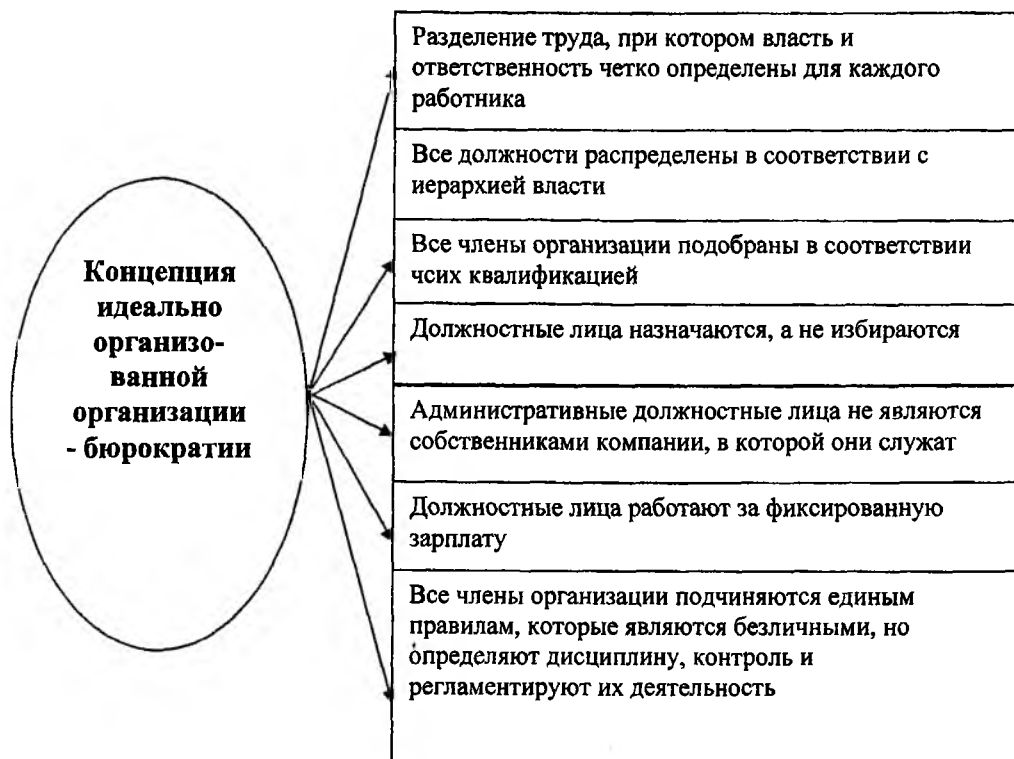 Концепция
идеально
организо-
ванной
организации
- бюрократии
Разделение труда, при котором власть и
ответственность четко определены для каждого
работника
Все должности распределены в соответствии с
иерархией власти
Все члены организации подобраны в соответствии
чсих квалификацией
Должностные лица назначаются, а не избираются
Административные должностные лица не являются
собственниками компании, в которой они служат
Должностные лица работают за фиксированную
зарплату
Все члены организации подчиняются единым
правилам, которые являются безличными, но
определяют дисциплину, контроль и
регламентируют их деятельность